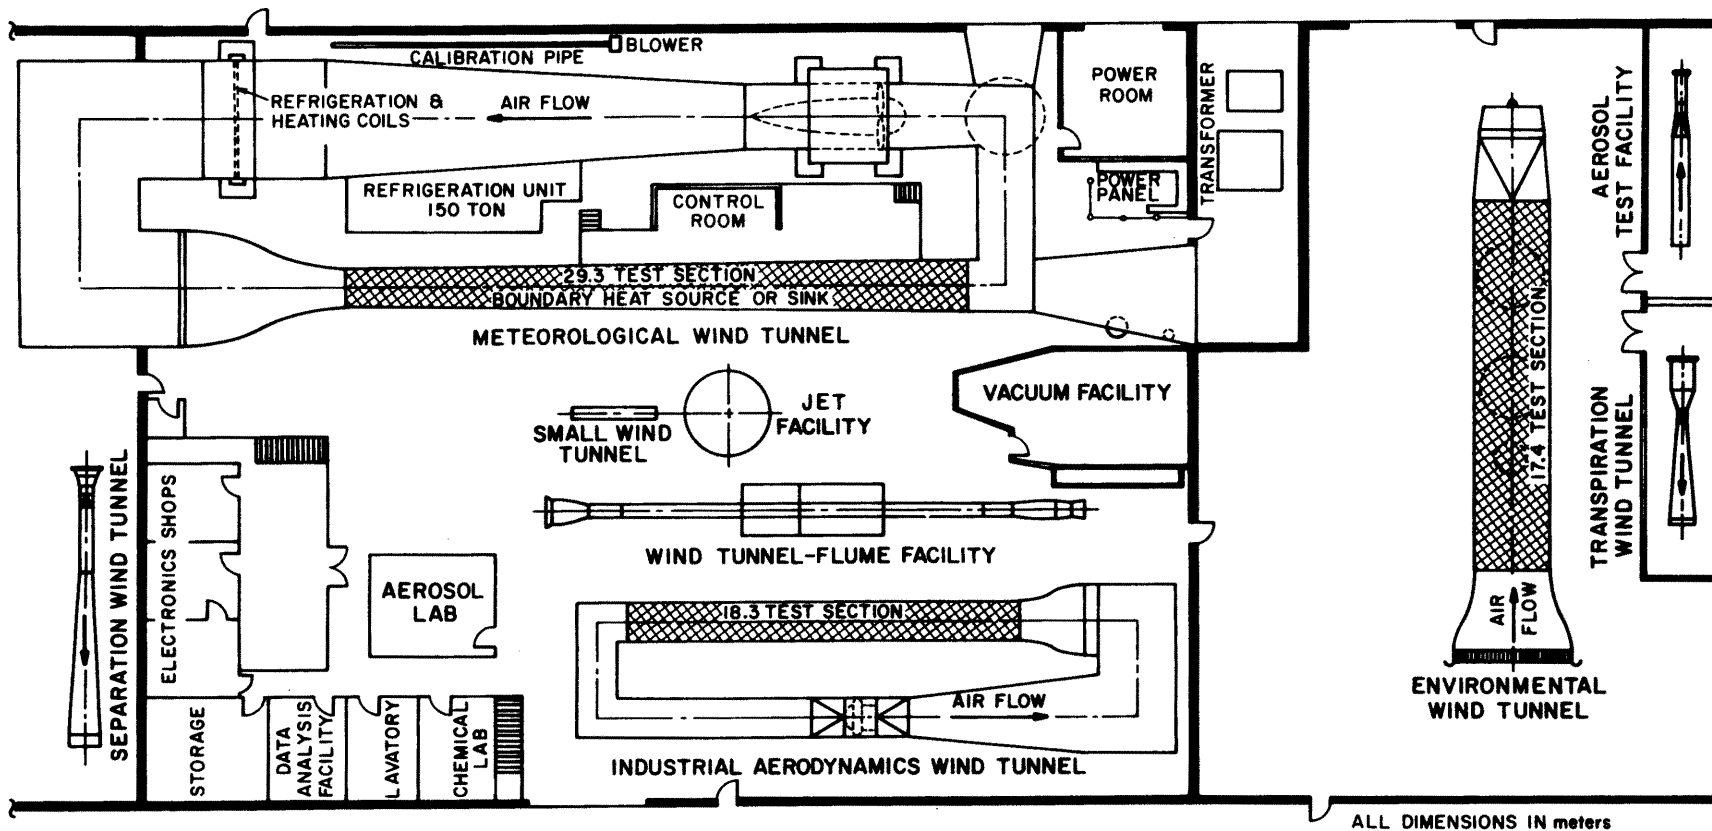 CALIBRATION PIPE
BLOWER
REFRIGERATION &
HEATING COILS
AIR FLOW
REFRIGERATION UNIT
150 TON
CONTROL
ROOM
POWER
ROOM
POWER
PANEL
TRANSFORMER
29.3 TEST SECTION
BOUNDARY HEAT SOURCE OR SINK
METEOROLOGICAL WIND TUNNEL
AEROSOL
TEST FACILITY
17.4 TEST SECTION
TRANSPIRATION
WIND TUNNEL
AIR
FLOW
ENVIRONMENTAL
WIND TUNNEL
VACUUM FACILITY
JET
FACILITY
SMALL WIND
TUNNEL
WIND TUNNEL-FLUME FACILITY
SEPARATION WIND TUNNEL
ELECTRONICS SHOPS
AEROSOL
LAB
18.3 TEST SECTION
AIR FLOW
INDUSTRIAL AERODYNAMICS WIND TUNNEL
STORAGE
DATA
ANALYSIS
FACILITY
LAVATORY
CHEMICAL
LAB
ALL DIMENSIONS IN meters